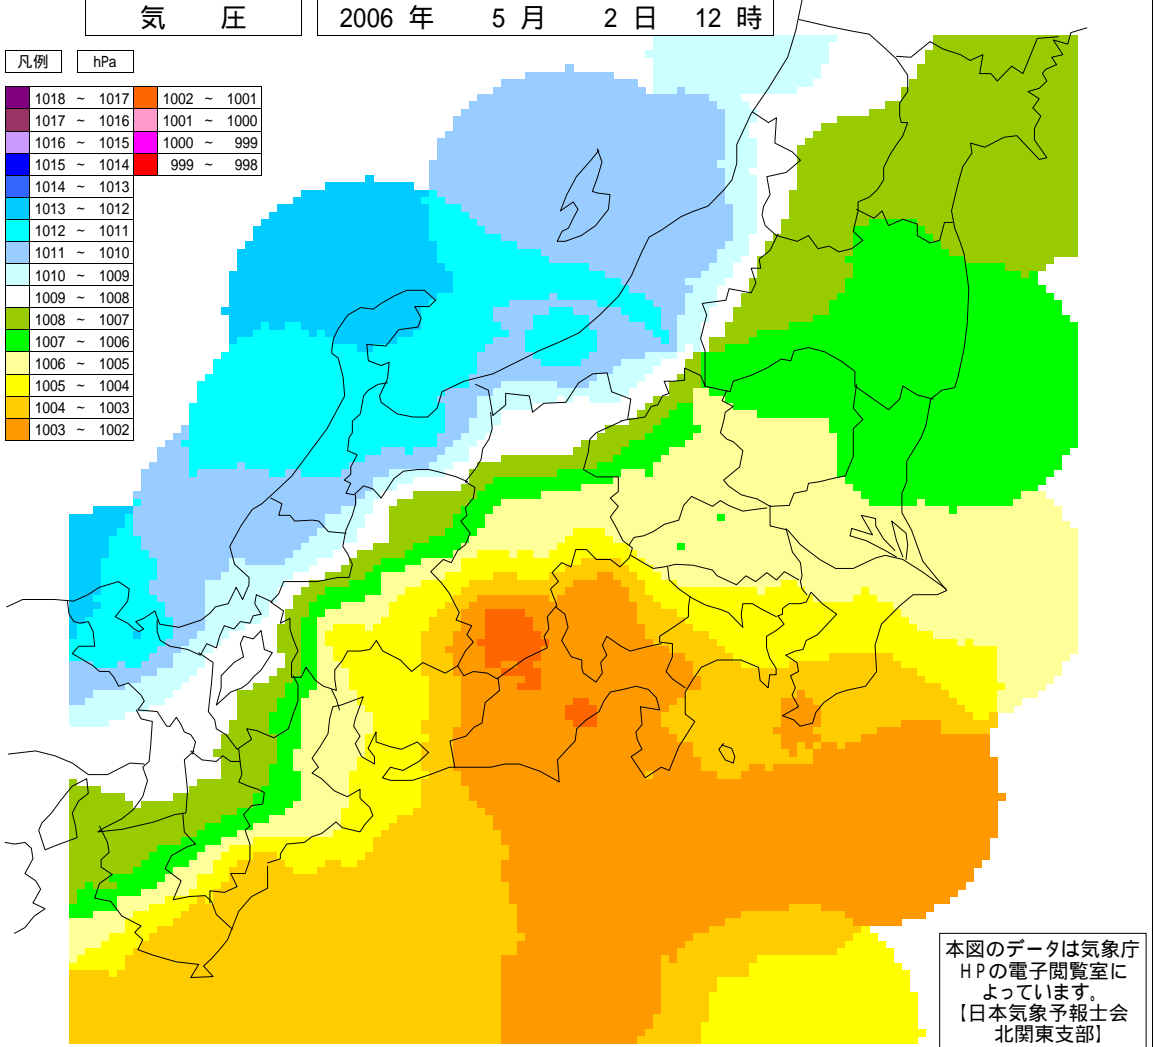 気 圧
2006 年 5 月 2 日 12 時
凡例 hPa
1018 ~ 1017 1002 ~ 1001
1017 ~ 1016 1001 ~ 1000
1016 ~ 1015 1000 ~ 999
1015 ~ 1014 999 ~ 998
1014 ~ 1013
1013 ~ 1012
1012 ~ 1011
1011 ~ 1010
1010 ~ 1009
1009 ~ 1008
1008 ~ 1007
1007 ~ 1006
1006 ~ 1005
1005 ~ 1004
1004 ~ 1003
1003 ~ 1002
本図のデータは気象庁
HPの電子閲覧室に
よっています。
【日本気象予報士会
北関東支部】